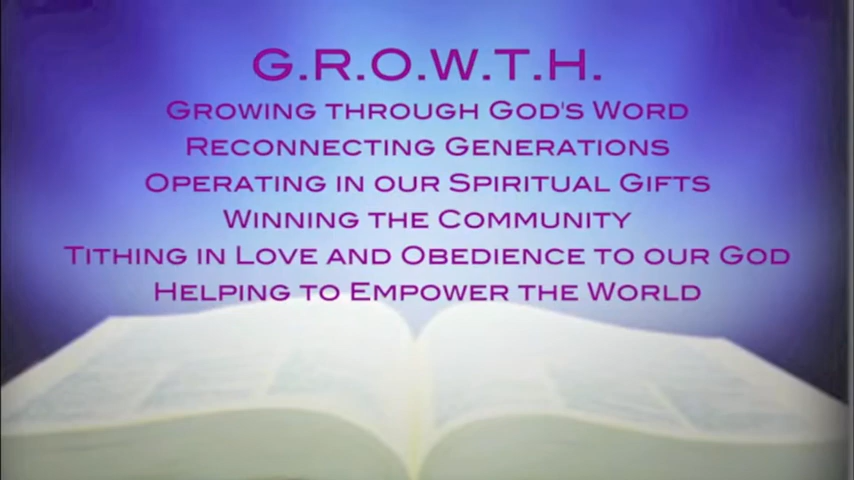 G.R.O.W.T.H.
Growing through God's Word
Reconnecting Generations
Operating in our Spiritual Gifts
Winning the Community
Tithing in Love and Obedience to our God
Helping to Empower the World